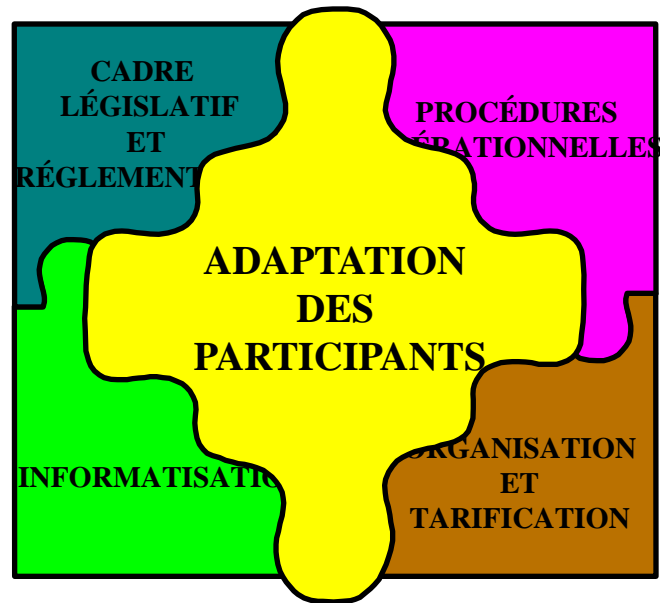 CADRE
LÉGISLATIF
ET
RÉGLEMENT
PROCÉDURES
ÉRATIONNELLES
ADAPTATION
DES
PARTICIPANTS
INFORMATISATIO
ORGANISATION
ET
TARIFICATION